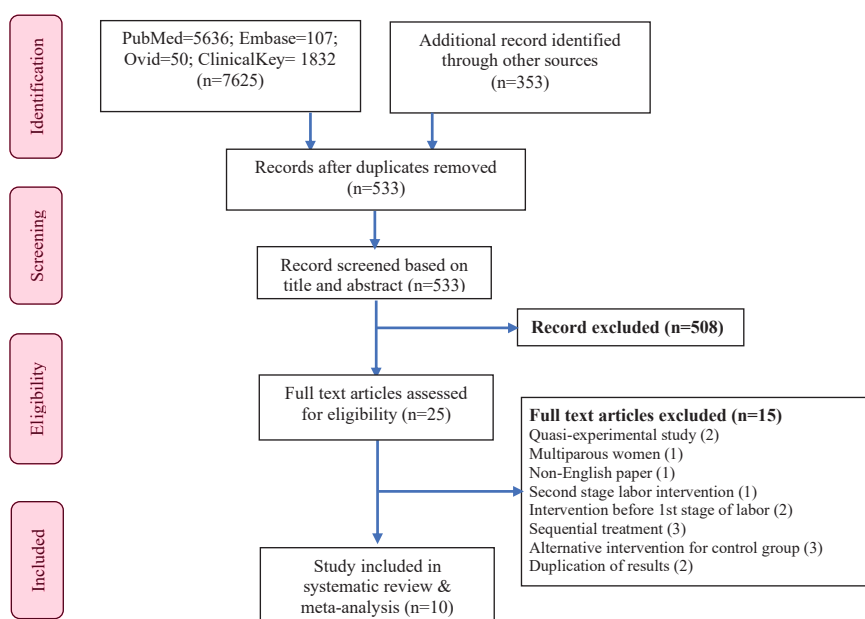 Identification
PubMed=5636; Embase=107;
Ovid=50; ClinicalKey= 1832
(n=7625)
Additional record identified
through other sources
(n=353)
Records after duplicates removed
(n=533)
Screening
Record screened based on
title and abstract (n=533)
Record excluded (n=508)
Eligibility
Full text articles assessed
for eligibility (n=25)
Full text articles excluded (n=15)
Quasi-experimental study (2)
Multiparous women (1)
Non-English paper (1)
Second stage labor intervention (1)
Intervention before 1st stage of labor (2)
Sequential treatment (3)
Alternative intervention for control group (3)
Duplication of results (2)
Included
Study included in
systematic review &
meta-analysis (n=10)